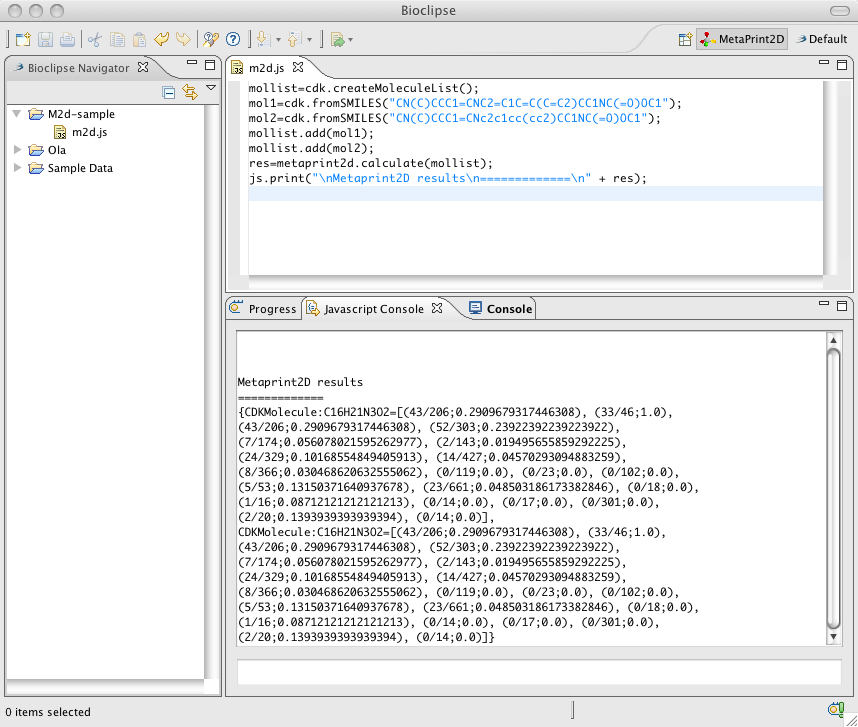 Bioclipse
MetaPrint2D
Default
Bioclipse Navigator
M2d-sample
m2d.js
Ola
Sample Data
m2d.js
mollist=cdk.createMoleculeList();
mol1=cdk.fromSMILES("CN(C)CCC1=CNC2=C1C=C(C=C2)CC1NC(=O)OC1");
mol2=cdk.fromSMILES("CN(C)CCC1=CNc2c1cc(cc2)CC1NC(=O)OC1");
mollist.add(mol1);
mollist.add(mol2);
res=metaprint2d.calculate(mollist);
js.print("\nMetaprint2D results\n=============\n" + res);
Progress
Javascript Console
Console
Metaprint2D results
=============
{CDKMolecule:C16H21N3O2=[(43/206;0.2909679317446308), (33/46;1.0),
(43/206;0.2909679317446308), (52/303;0.23922392239223922),
(7/174;0.056078021595262977), (2/143;0.019495655859292225),
(24/329;0.10168554849405913), (14/427;0.04570293094883259),
(8/366;0.030468620632555062), (0/119;0.0), (0/23;0.0), (0/102;0.0),
(5/53;0.13150371640937678), (23/661;0.048503186173382846), (0/18;0.0),
(1/16;0.08712121212121213), (0/14;0.0), (0/17;0.0), (0/301;0.0),
(2/20;0.1393939393939394), (0/14;0.0)],
CDKMolecule:C16H21N3O2=[(43/206;0.2909679317446308), (33/46;1.0),
(43/206;0.2909679317446308), (52/303;0.23922392239223922),
(7/174;0.056078021595262977), (2/143;0.019495655859292225),
(24/329;0.10168554849405913), (14/427;0.04570293094883259),
(8/366;0.030468620632555062), (0/119;0.0), (0/23;0.0), (0/102;0.0),
(5/53;0.13150371640937678), (23/661;0.048503186173382846), (0/18;0.0),
(1/16;0.08712121212121213), (0/14;0.0), (0/17;0.0), (0/301;0.0),
(2/20;0.1393939393939394), (0/14;0.0)]}
0 items selected